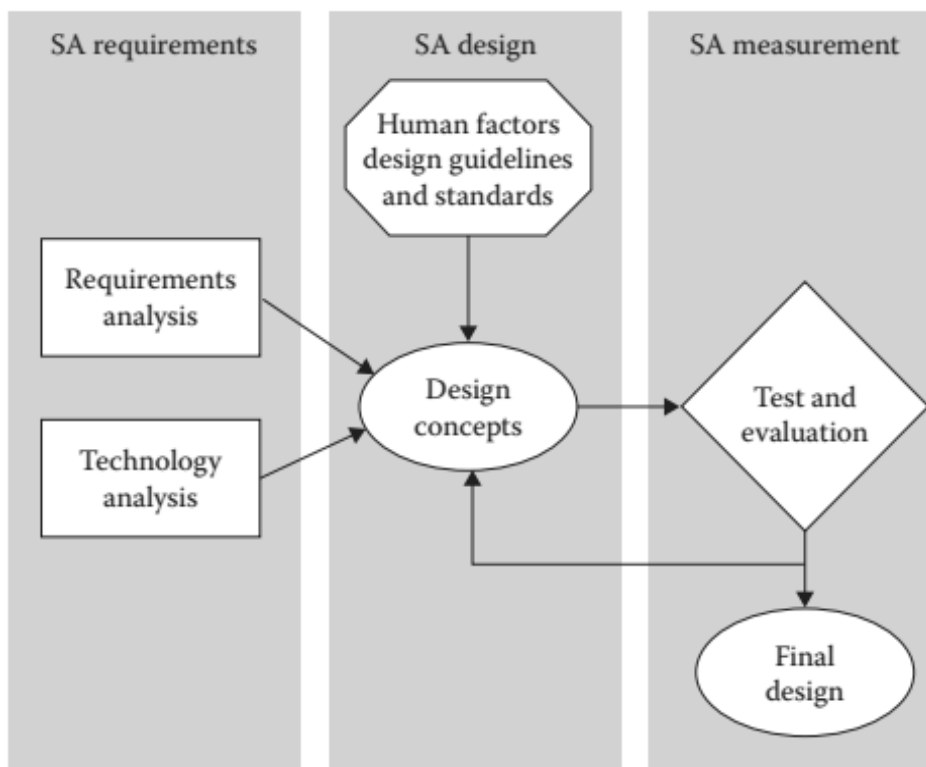 SA requirements
SA design
SA measurement
Human factors
design guidelines
and standards
Requirements
analysis
Technology
analysis
Design
concepts
Test and
evaluation
Final
design